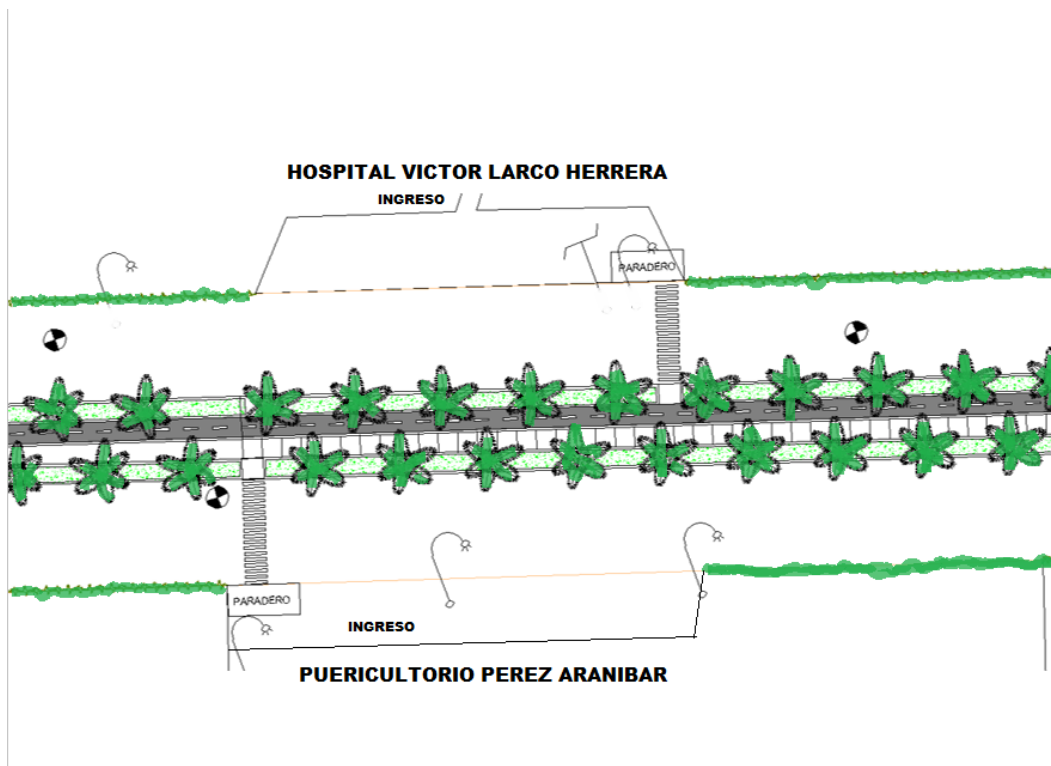 HOSPITAL VICTOR LARCO HERRERA
INGRESO
PARADERO
PARADERO
INGRESO
PUERICULTORIO PEREZ ARANIBAR